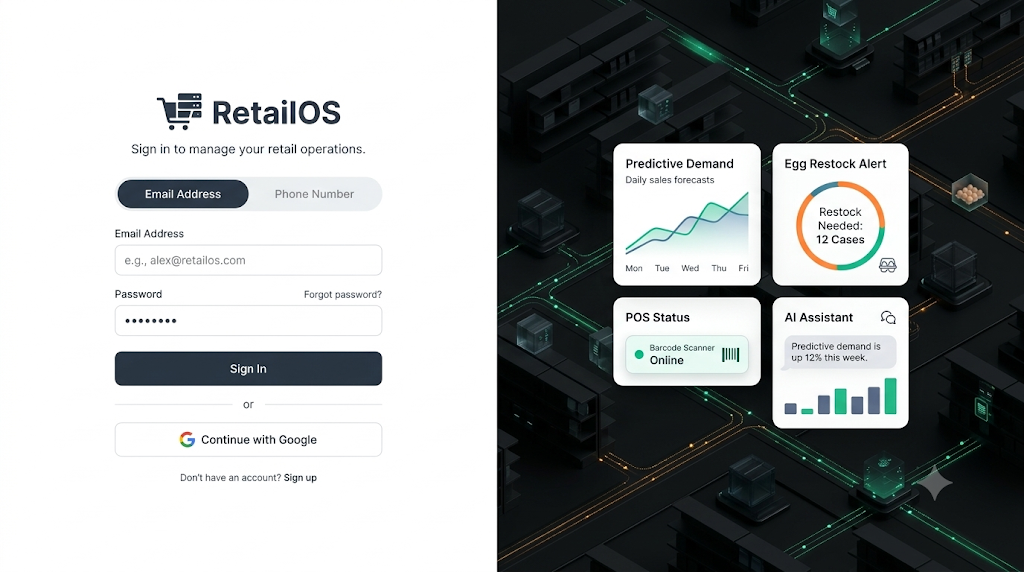 RetailOS
Sign in to manage your retail operations.
Email Address
Phone Number
Email Address
e.g., alex@retailos.com
Password
Forgot password?
••••••••
Sign In
or
Continue with Google
Don't have an account? Sign up
Predictive Demand
Daily sales forecasts
Mon Tue Wed Thu Fri
Egg Restock Alert
Restock
Needed:
12 Cases
POS Status
Barcode Scanner
Online
AI Assistant
Predictive demand is
up 12% this week.